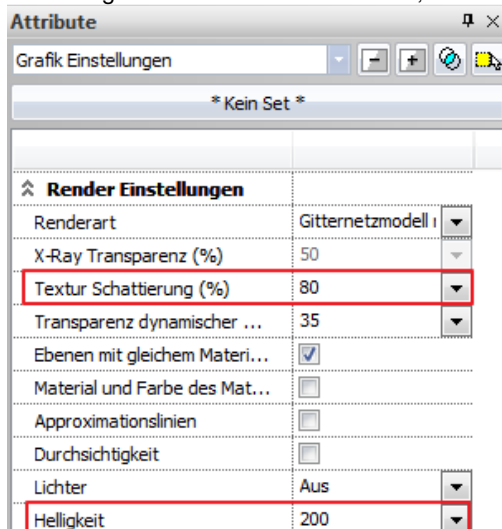 Attribute
Grafik Einstellungen
* Kein Set *
Render Einstellungen
Renderart Gitternetzmodell
X-Ray Transparenz (%) 50
Textur Schattierung (%) 80
Transparenz dynamischer ... 35
Ebenen mit gleichem Materi...
Material und Farbe des Mat...
Approximationslinien
Durchsichtigkeit
Lichter Aus
Helligkeit 200